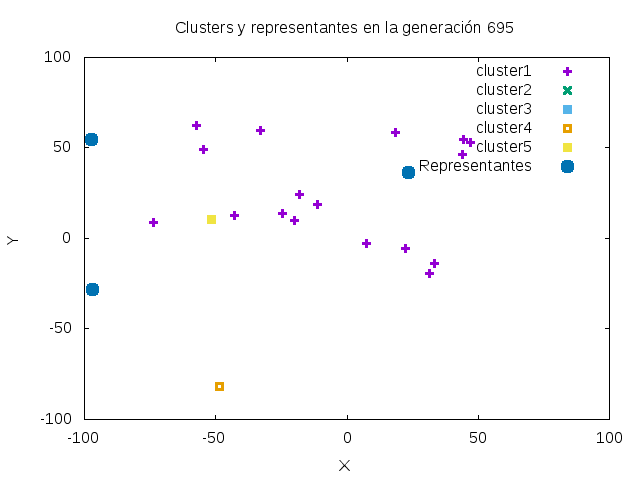 Clusters y representantes en la generación 695
100
50
0
-50
-100
-100
-50
0
50
100
Y
X
cluster1
cluster2
cluster3
cluster4
cluster5
Representantes